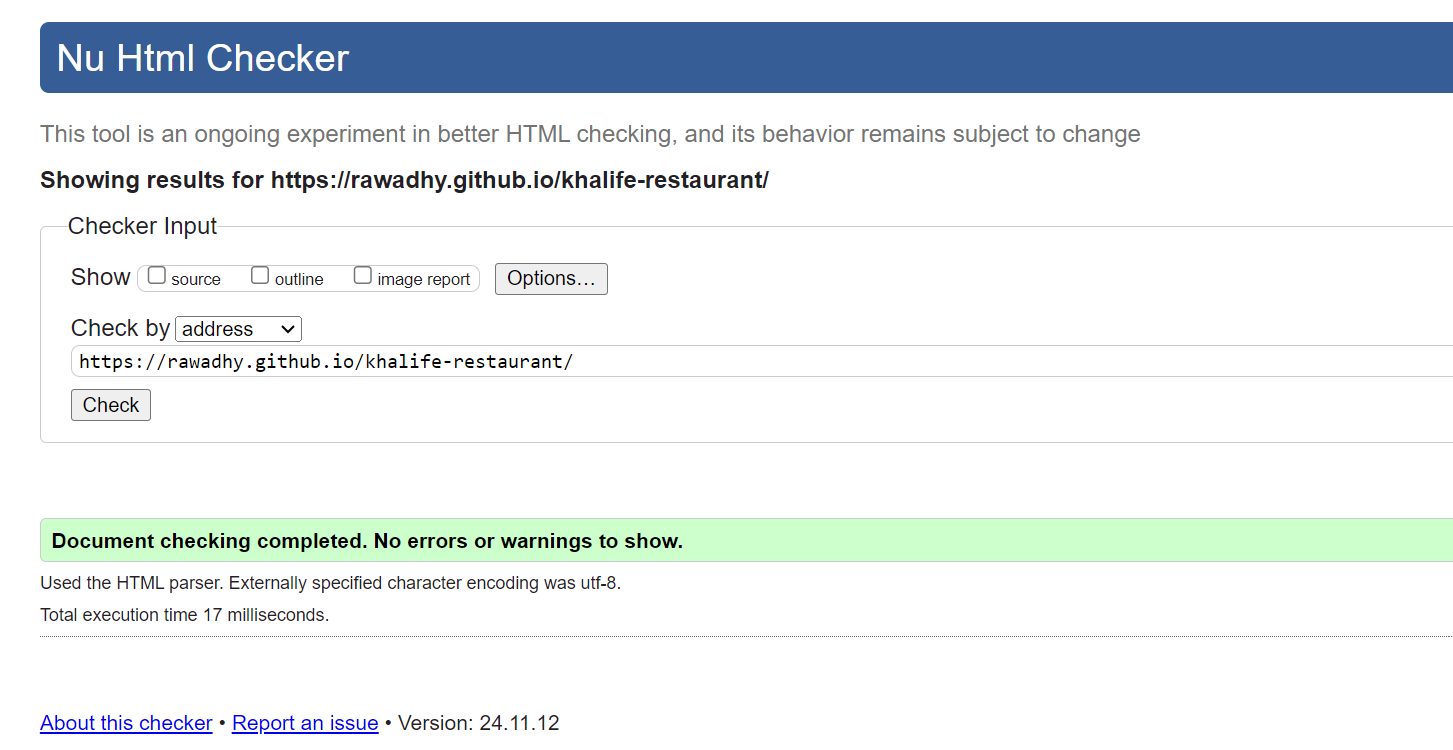 Nu Html Checker
This tool is an ongoing experiment in better HTML checking, and its behavior remains subject to change
Showing results for https://rawadhy.github.io/khalife-restaurant/
Checker Input
Show source outline image report Options…
Check by address
https://rawadhy.github.io/khalife-restaurant/
Check
Document checking completed. No errors or warnings to show.
Used the HTML parser. Externally specified character encoding was utf-8.
Total execution time 17 milliseconds.
About this checker • Report an issue • Version: 24.11.12